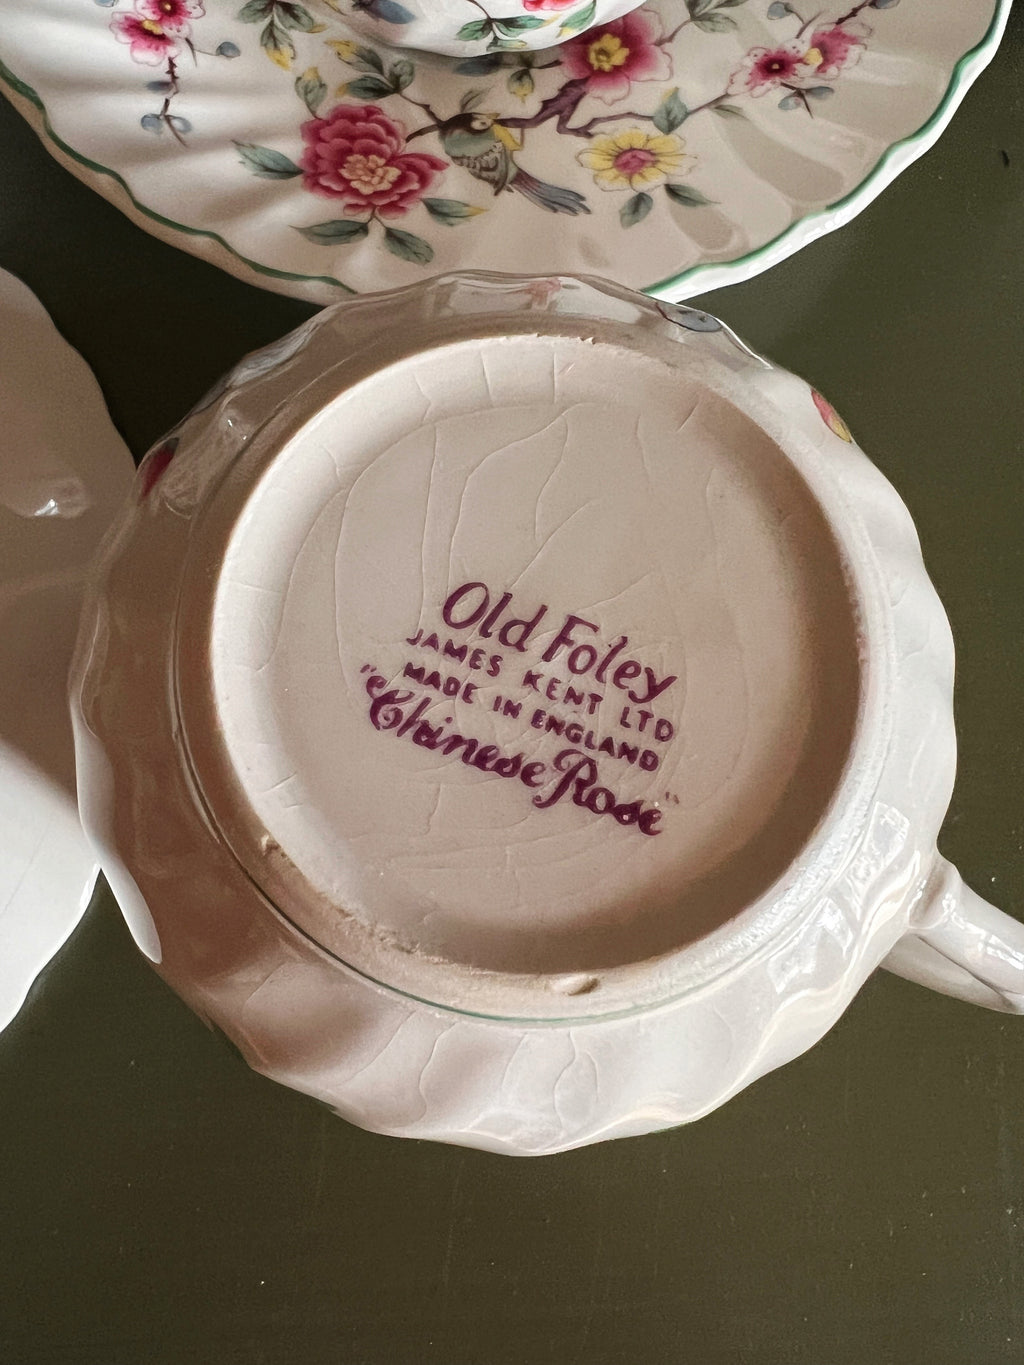 Old Foley
JAMES KENT LTD
MADE IN ENGLAND
"Chinese Rose"